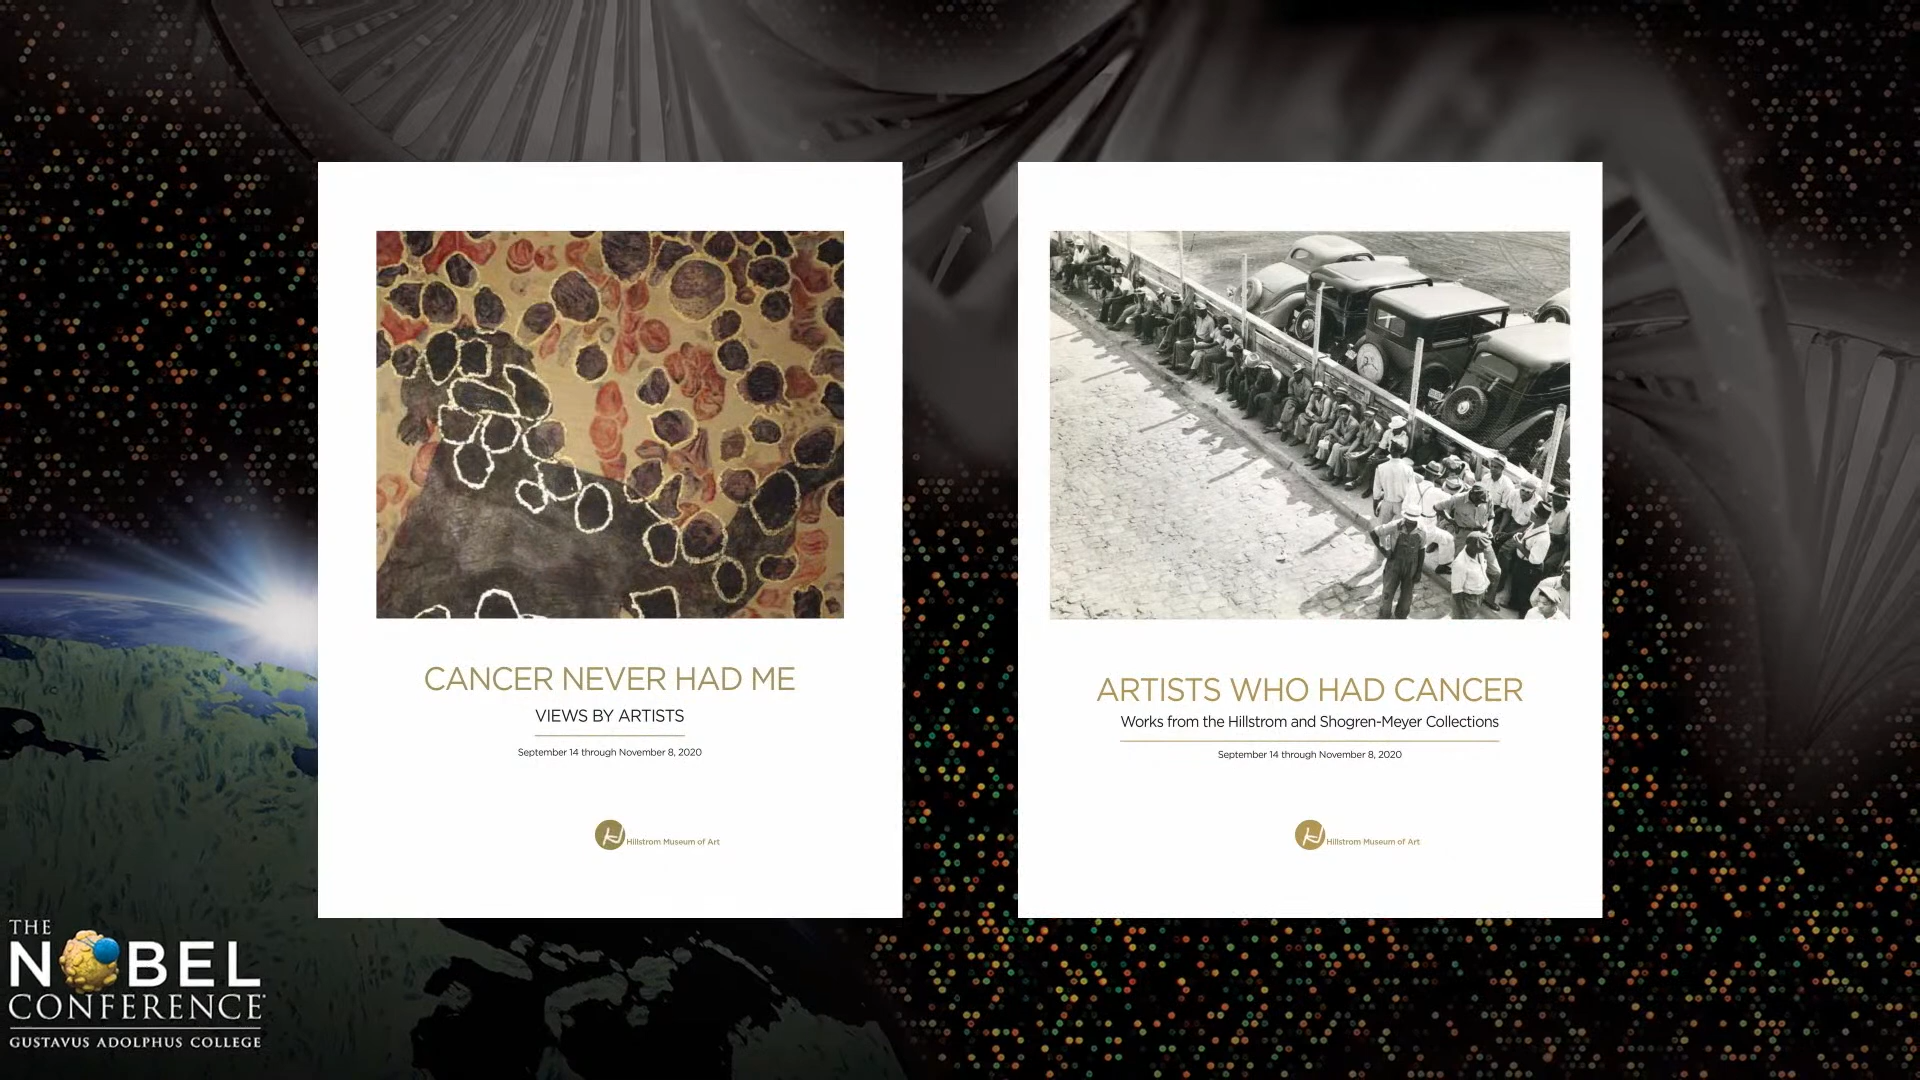 CANCER NEVER HAD ME
VIEWS BY ARTISTS
September 14 through November 8, 2020
Hillstrom Museum of Art
ARTISTS WHO HAD CANCER
Works from the Hillstrom and Shogren-Meyer Collections
September 14 through November 8, 2020
Hillstrom Museum of Art
THE
NOBEL
CONFERENCE
GUSTAVUS ADOLPHUS COLLEGE